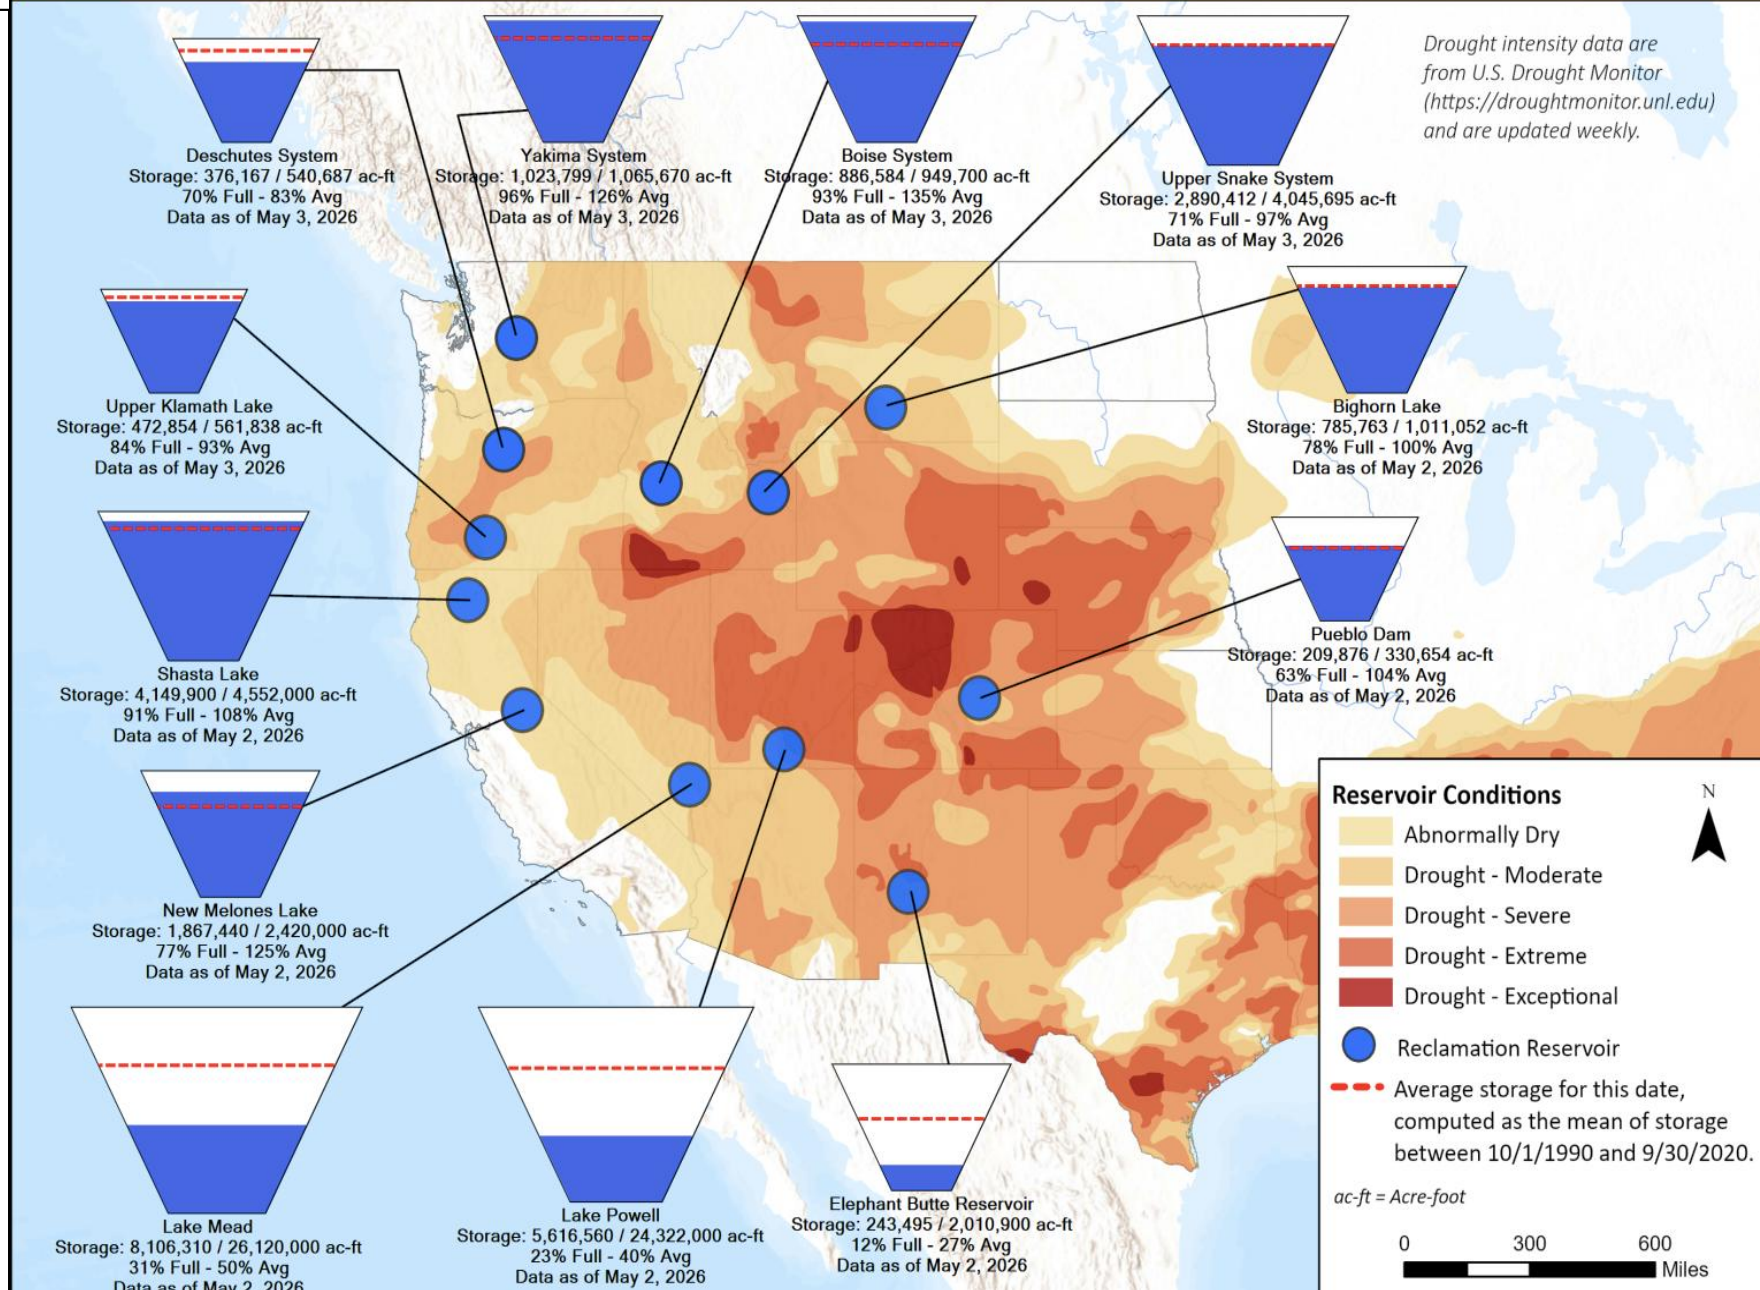 Drought intensity data are
from U.S. Drought Monitor
(https://droughtmonitor.unl.edu)
and are updated weekly.
Deschutes System
Storage: 376,167 / 540,687 ac-ft
70% Full - 83% Avg
Data as of May 3, 2026
Yakima System
Storage: 1,023,799 / 1,065,670 ac-ft
96% Full - 126% Avg
Data as of May 3, 2026
Boise System
Storage: 886,584 / 949,700 ac-ft
93% Full - 135% Avg
Data as of May 3, 2026
Upper Snake System
Storage: 2,890,412 / 4,045,695 ac-ft
71% Full - 97% Avg
Data as of May 3, 2026
Upper Klamath Lake
Storage: 472,854 / 561,838 ac-ft
84% Full - 93% Avg
Data as of May 3, 2026
Bighorn Lake
Storage: 785,763 / 1,011,052 ac-ft
78% Full - 100% Avg
Data as of May 2, 2026
Shasta Lake
Storage: 4,149,900 / 4,552,000 ac-ft
91% Full - 108% Avg
Data as of May 2, 2026
Pueblo Dam
Storage: 209,876 / 330,654 ac-ft
63% Full - 104% Avg
Data as of May 2, 2026
New Melones Lake
Storage: 1,867,440 / 2,420,000 ac-ft
77% Full - 125% Avg
Data as of May 2, 2026
Lake Mead
Storage: 8,106,310 / 26,120,000 ac-ft
31% Full - 50% Avg
Data as of May 2, 2026
Lake Powell
Storage: 5,616,560 / 24,322,000 ac-ft
23% Full - 40% Avg
Data as of May 2, 2026
Elephant Butte Reservoir
Storage: 243,495 / 2,010,900 ac-ft
12% Full - 27% Avg
Data as of May 2, 2026
Reservoir Conditions
N
Abnormally Dry
Drought - Moderate
Drought - Severe
Drought - Extreme
Drought - Exceptional
Reclamation Reservoir
Average storage for this date,
computed as the mean of storage
between 10/1/1990 and 9/30/2020.
ac-ft = Acre-foot
0 300 600
Miles